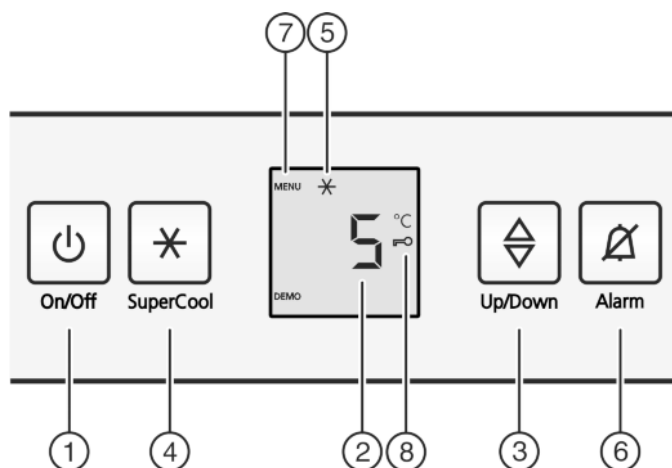 7 5
MENU
5 °C
DEMO
On/Off SuperCool Up/Down Alarm
1 4 2 8 3 6